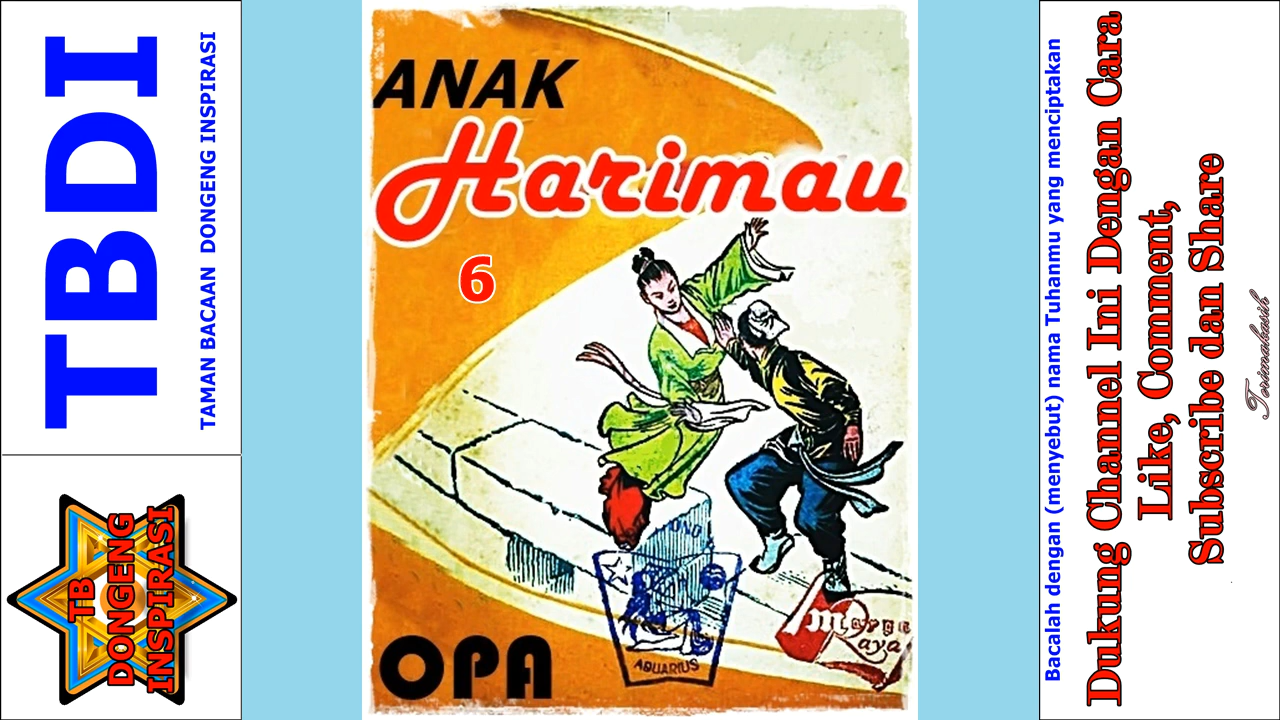 TBDI
TAMAN BACAAN DONGENG INSPIRASI
TB
DONGENG
INSPIRASI
ANAK
Harimau
6
OPA
AQUARIUS
Marga
Raya
Bacalah dengan (menyebut) nama Tuhanmu yang menciptakan
Dukung Channel Ini Dengan Cara
Like, Comment,
Subscribe dan Share
Terimakasih